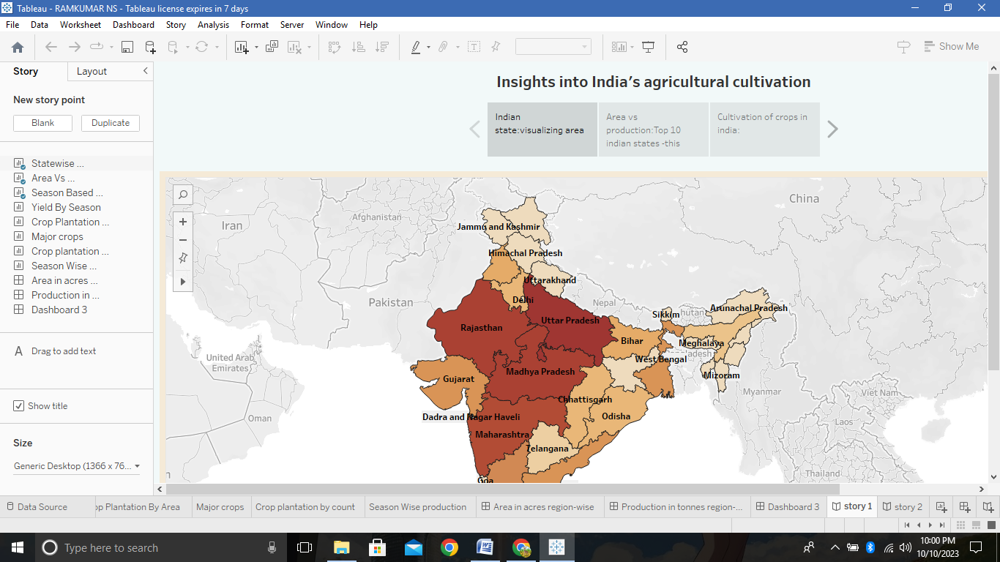 Tableau - RAMKUMAR NS - Tableau license expires in 7 days
File Data Worksheet Dashboard Story Analysis Format Server Window Help
Show Me
Story
Layout
New story point
Blank
Duplicate
Statewise ...
Area Vs ...
Season Based ...
Yield By Season
Crop Plantation ...
Major crops
Crop plantation ...
Season Wise ...
Area in acres ...
Production in ...
Dashboard 3
A Drag to add text
Show title
Size
Generic Desktop (1366 x 76...
Insights into India's agricultural cultivation
Indian
state:visualizing area
Area vs
production:Top 10
indian states -this
Cultivation of crops in
india:
China
Afghanistan
Iran
Jammu and Kashmir
Himachal Pradesh
Uttarakhand
Pakistan
Delhi
Nepal
Arunachal Pradesh
Sikkim
hutan
Uttar Pradesh
Rajasthan
Bihar
Meghalaya
United Arab
Emirates
West Bengal
adesh
Madhya Pradesh
Mizoram
Gujarat
Myanmar
Viet Nam
Chhattisgarh
Oman
Dadra and Nagar Haveli
Odisha
Laos
Maharashtra
Telangana
Thailand
Goa
Data Source
op Plantation By Area
Major crops
Crop plantation by count
Season Wise production
Area in acres region-wise
Production in tonnes region-...
Dashboard 3
story 1
story 2
Type here to search
10:00 PM
10/10/2023